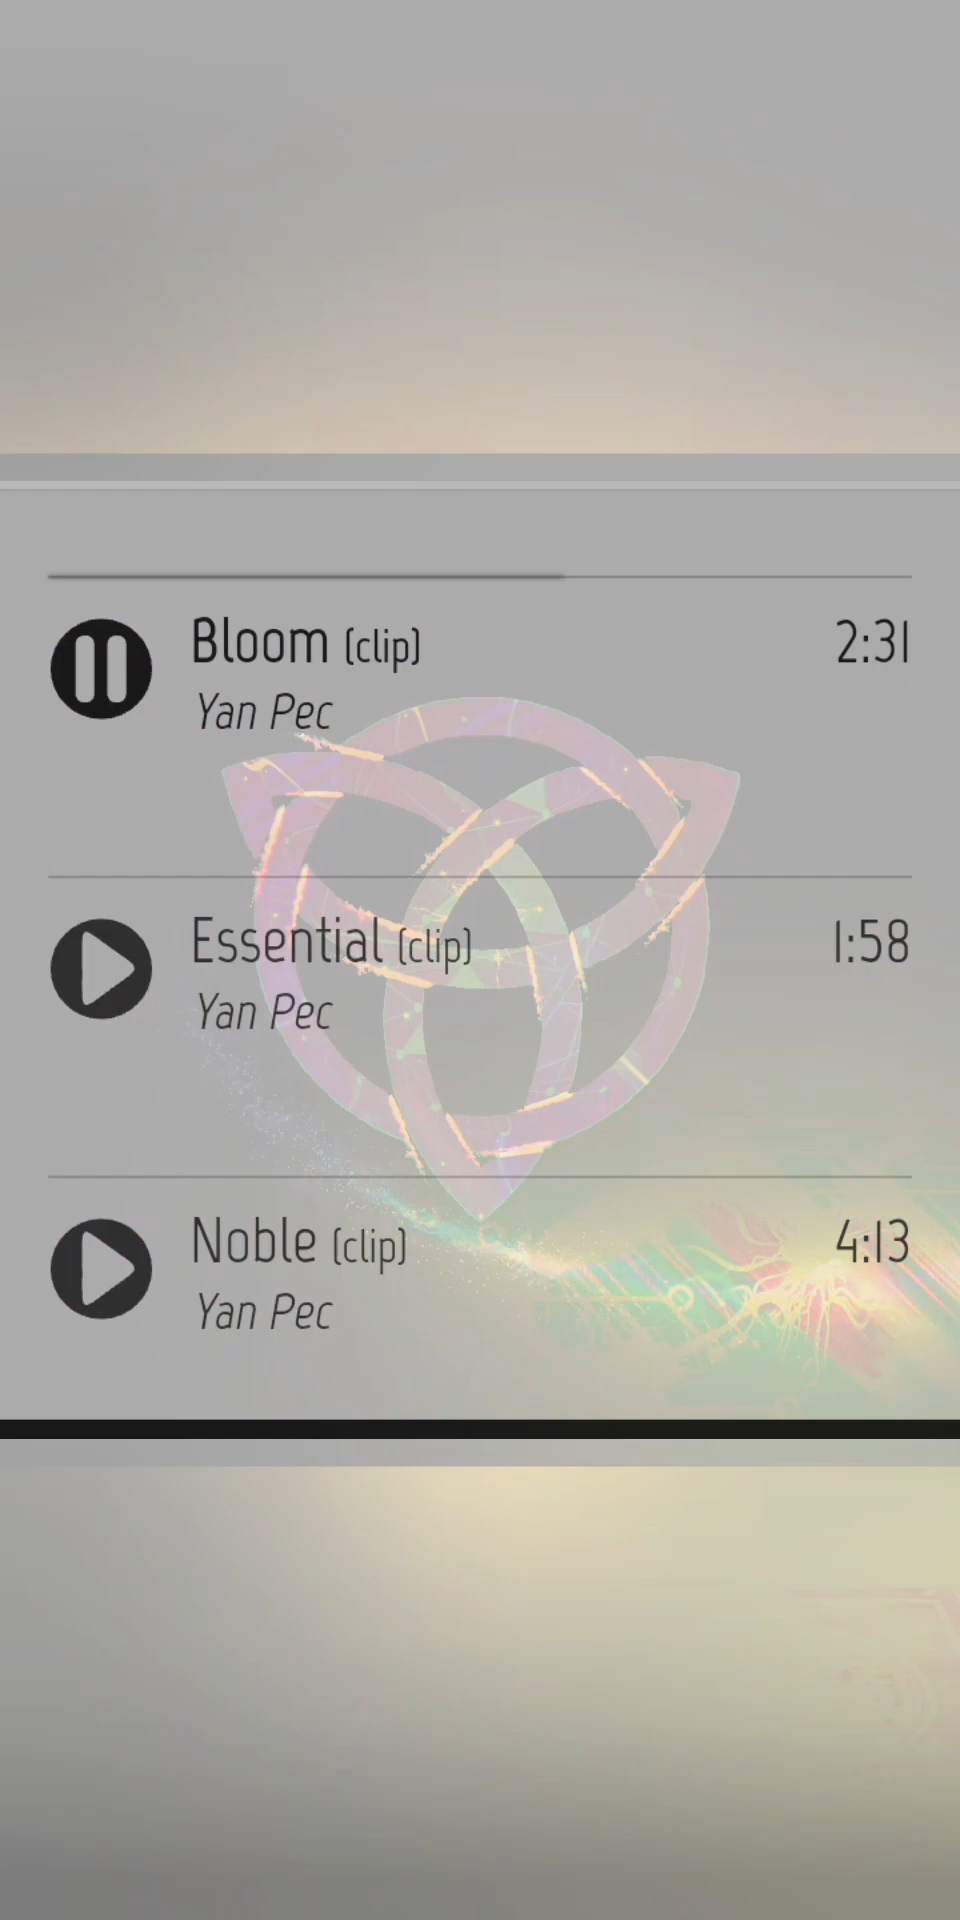 Bloom (clip) 2:31
Yan Pec
Essential (clip) 1:58
Yan Pec
Noble (clip) 4:13
Yan Pec